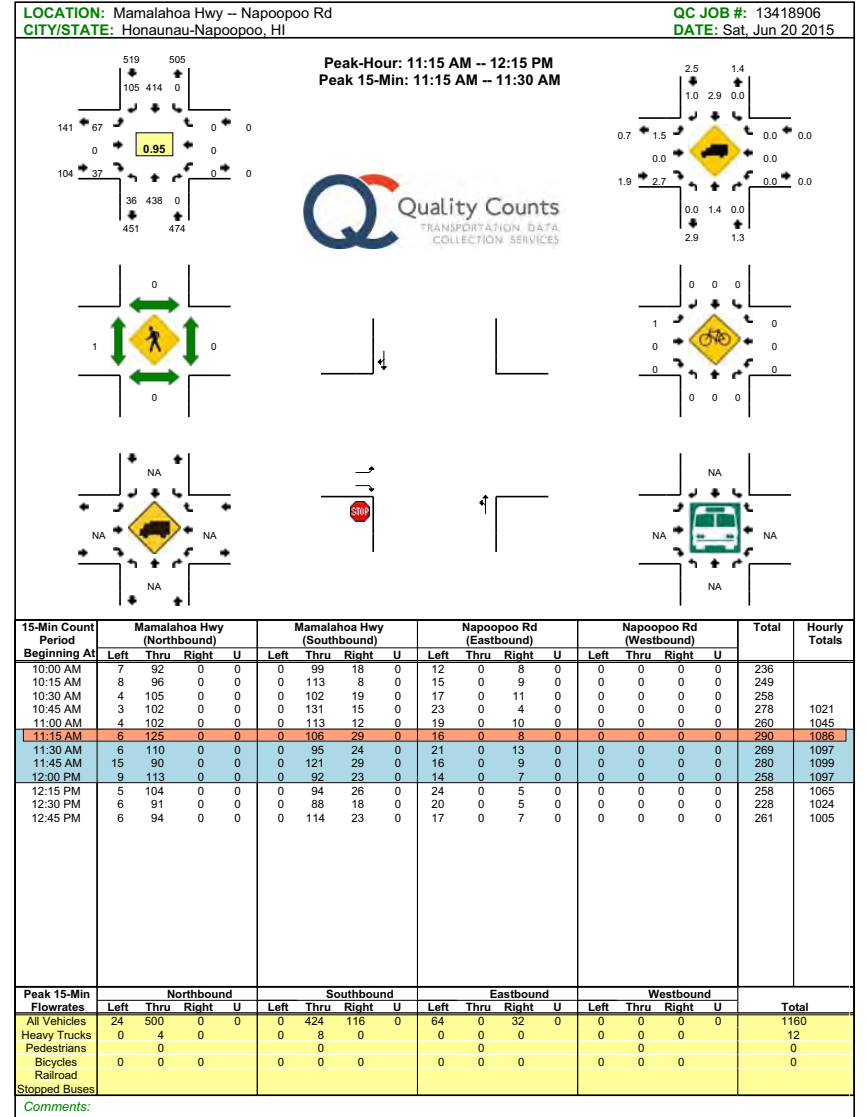 LOCATION: Mamalahoa Hwy -- Napoopoo Rd QC JOB #: 13418906
CITY/STATE: Honaunau-Napoopoo, HI DATE: Sat, Jun 20 2015
Peak-Hour: 11:15 AM -- 12:15 PM
Peak 15-Min: 11:15 AM -- 11:30 AM
519 505
105 414 0
141 67 0 0
0 0.95 0
104 37 0 0
36 438 0
451 474
2.5 1.4
1.0 2.9 0.0
0.7 1.5 0.0 0.0
0.0 0.0
1.9 2.7 0.0 0.0
0.0 1.4 0.0
2.9 1.3
Quality Counts
TRANSPORTATION DATA
COLLECTION SERVICES
0
1 0
0
0 0 0
1 0
0 0
0 0
0 0 0
NA
NA NA
NA
STOP
NA
NA NA
NA
15-Min Count Period Beginning At Mamalahoa Hwy (Northbound) Mamalahoa Hwy (Southbound) Napoopoo Rd (Eastbound) Napoopoo Rd (Westbound) Total Hourly Totals
Left Thru Right U Left Thru Right U Left Thru Right U Left Thru Right U
10:00 AM 7 92 0 0 0 99 18 0 12 0 8 0 0 0 0 0 236
10:15 AM 8 96 0 0 0 113 8 0 15 0 9 0 0 0 0 0 249
10:30 AM 4 105 0 0 0 102 19 0 17 0 11 0 0 0 0 0 258
10:45 AM 3 102 0 0 0 131 15 0 23 0 4 0 0 0 0 0 278 1021
11:00 AM 4 102 0 0 0 113 12 0 19 0 10 0 0 0 0 0 260 1045
11:15 AM 6 125 0 0 0 106 29 0 16 0 8 0 0 0 0 0 290 1086
11:30 AM 6 110 0 0 0 95 24 0 21 0 13 0 0 0 0 0 269 1097
11:45 AM 15 90 0 0 0 121 29 0 16 0 9 0 0 0 0 0 280 1099
12:00 PM 9 113 0 0 0 92 23 0 14 0 7 0 0 0 0 0 258 1097
12:15 PM 5 104 0 0 0 94 26 0 24 0 5 0 0 0 0 0 258 1065
12:30 PM 6 91 0 0 0 88 18 0 20 0 5 0 0 0 0 0 228 1024
12:45 PM 6 94 0 0 0 114 23 0 17 0 7 0 0 0 0 0 261 1005
Peak 15-Min Flowrates Northbound Southbound Eastbound Westbound Total
Left Thru Right U Left Thru Right U Left Thru Right U Left Thru Right U
All Vehicles 24 500 0 0 0 424 116 0 64 0 32 0 0 0 0 0 1160
Heavy Trucks 0 4 0 0 8 0 0 0 0 0 0 0 12
Pedestrians 0 0 0 0 0
Bicycles 0 0 0 0 0 0 0 0 0 0 0 0 0
Railroad
Stopped Buses
Comments: